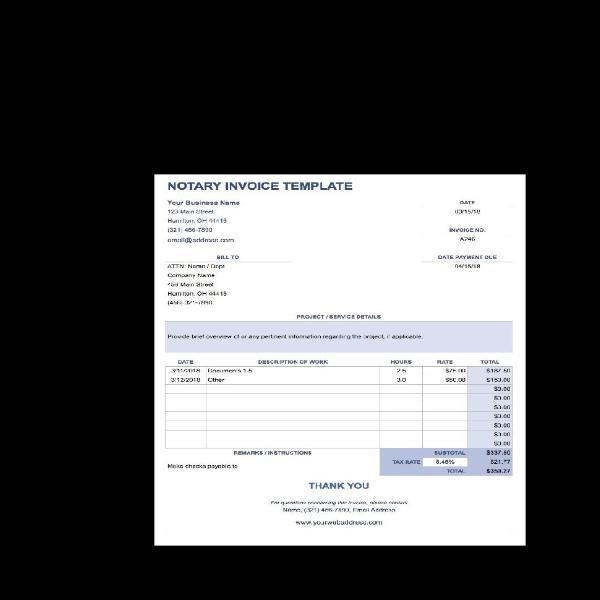 NOTARY INVOICE TEMPLATE
Your Business Name
DATE
123 Main Street
03/15/18
Hamilton, OH 44416
(321) 456-7890
INVOICE NO.
email@address.com
A246
BILL TO
DATE PAYMENT DUE
ATTN: Name / Dept
04/15/18
Company Name
456 Main Street
Hamilton, OH 44416
(456) 321-7890
PROJECT / SERVICE DETAILS
Provide brief overview of or any pertinent information regarding the project, if applicable.
DATE DESCRIPTION OF WORK HOURS RATE TOTAL
3/11/2018 Documents 1-5 2.5 $75.00 $187.50
3/12/2018 Other 3.0 $50.00 $150.00
$0.00
$0.00
$0.00
$0.00
$0.00
$0.00
$0.00
REMARKS / INSTRUCTIONS SUBTOTAL $337.50
Make checks payable to TAX RATE 6.45% $21.77
TOTAL $359.27
THANK YOU
For questions concerning this invoice, please contact
Name, (321) 456-7890, Email Address
www.yourwebaddress.com